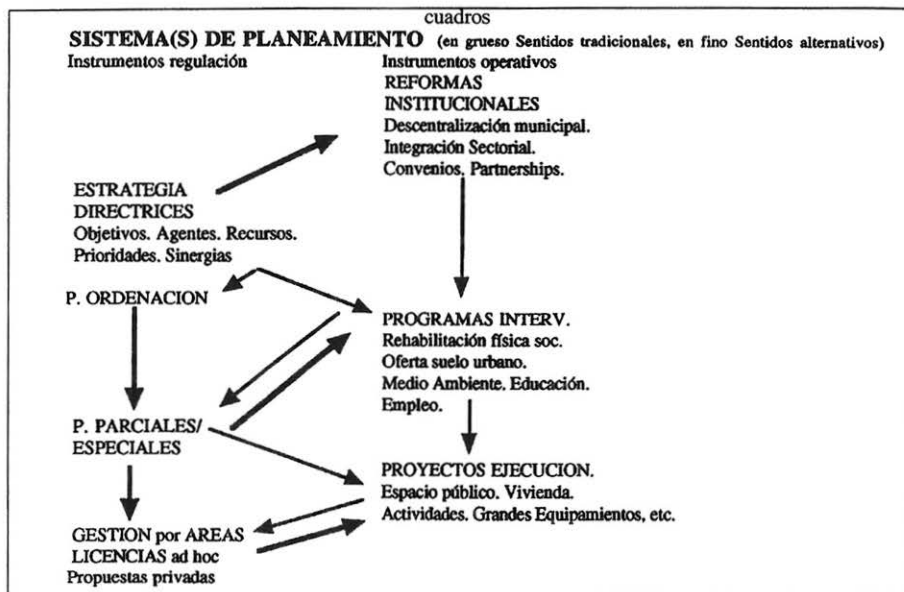 cuadros
SISTEMA(S) DE PLANEAMIENTO (en grueso Sentidos tradicionales, en fino Sentidos alternativos)
Instrumentos regulación
Instrumentos operativos
REFORMAS
INSTITUCIONALES
Descentralización municipal.
Integración Sectorial.
Convenios. Partnerships.
ESTRATEGIA
DIRECTRICES
Objetivos. Agentes. Recursos.
Prioridades. Sinergias
P. ORDENACION
PROGRAMAS INTERV.
Rehabilitación física soc.
Oferta suelo urbano.
Medio Ambiente. Educación.
Empleo.
P. PARCIALES/
ESPECIALES
PROYECTOS EJECUCION.
Espacio público. Vivienda.
Actividades. Grandes Equipamientos, etc.
GESTION por AREAS
LICENCIAS ad hoc
Propuestas privadas